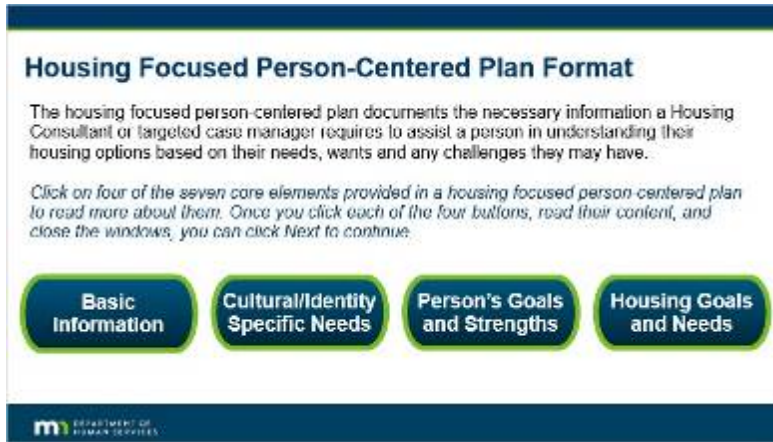 Housing Focused Person-Centered Plan Format
The housing focused person-centered plan documents the necessary information a Housing
Consultant or targeted case manager requires to assist a person in understanding their
housing options based on their needs, wants and any challenges they may have.
Click on four of the seven core elements provided in a housing focused person-centered plan
to read more about them. Once you click each of the four buttons, read their content, and
close the windows, you can click Next to continue.
Basic
Information
Cultural/Identity
Specific Needs
Person's Goals
and Strengths
Housing Goals
and Needs
mn DEPARTMENT OF
HUMAN SERVICES